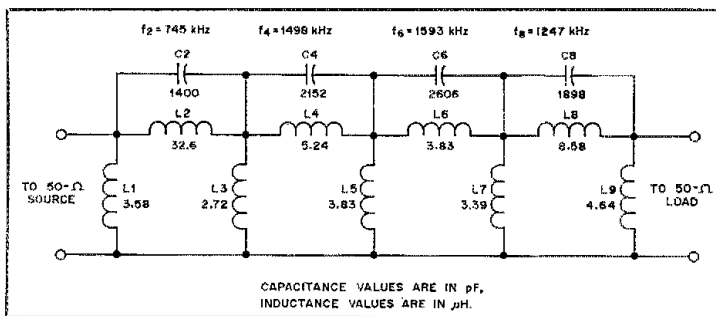 f2=745 kHz f4=1498 kHz f6=1593 kHz f8=1247 kHz
C2 C4 C6 C8
1400 2152 2606 1898
L2 L4 L6 L8
32.6 5.24 3.83 8.58
TO 50-Ω SOURCE
L1 3.58
L3 2.72
L5 3.83
L7 3.39
L9 4.64
TO 50-Ω LOAD
CAPACITANCE VALUES ARE IN pF,
INDUCTANCE VALUES ARE IN μH.